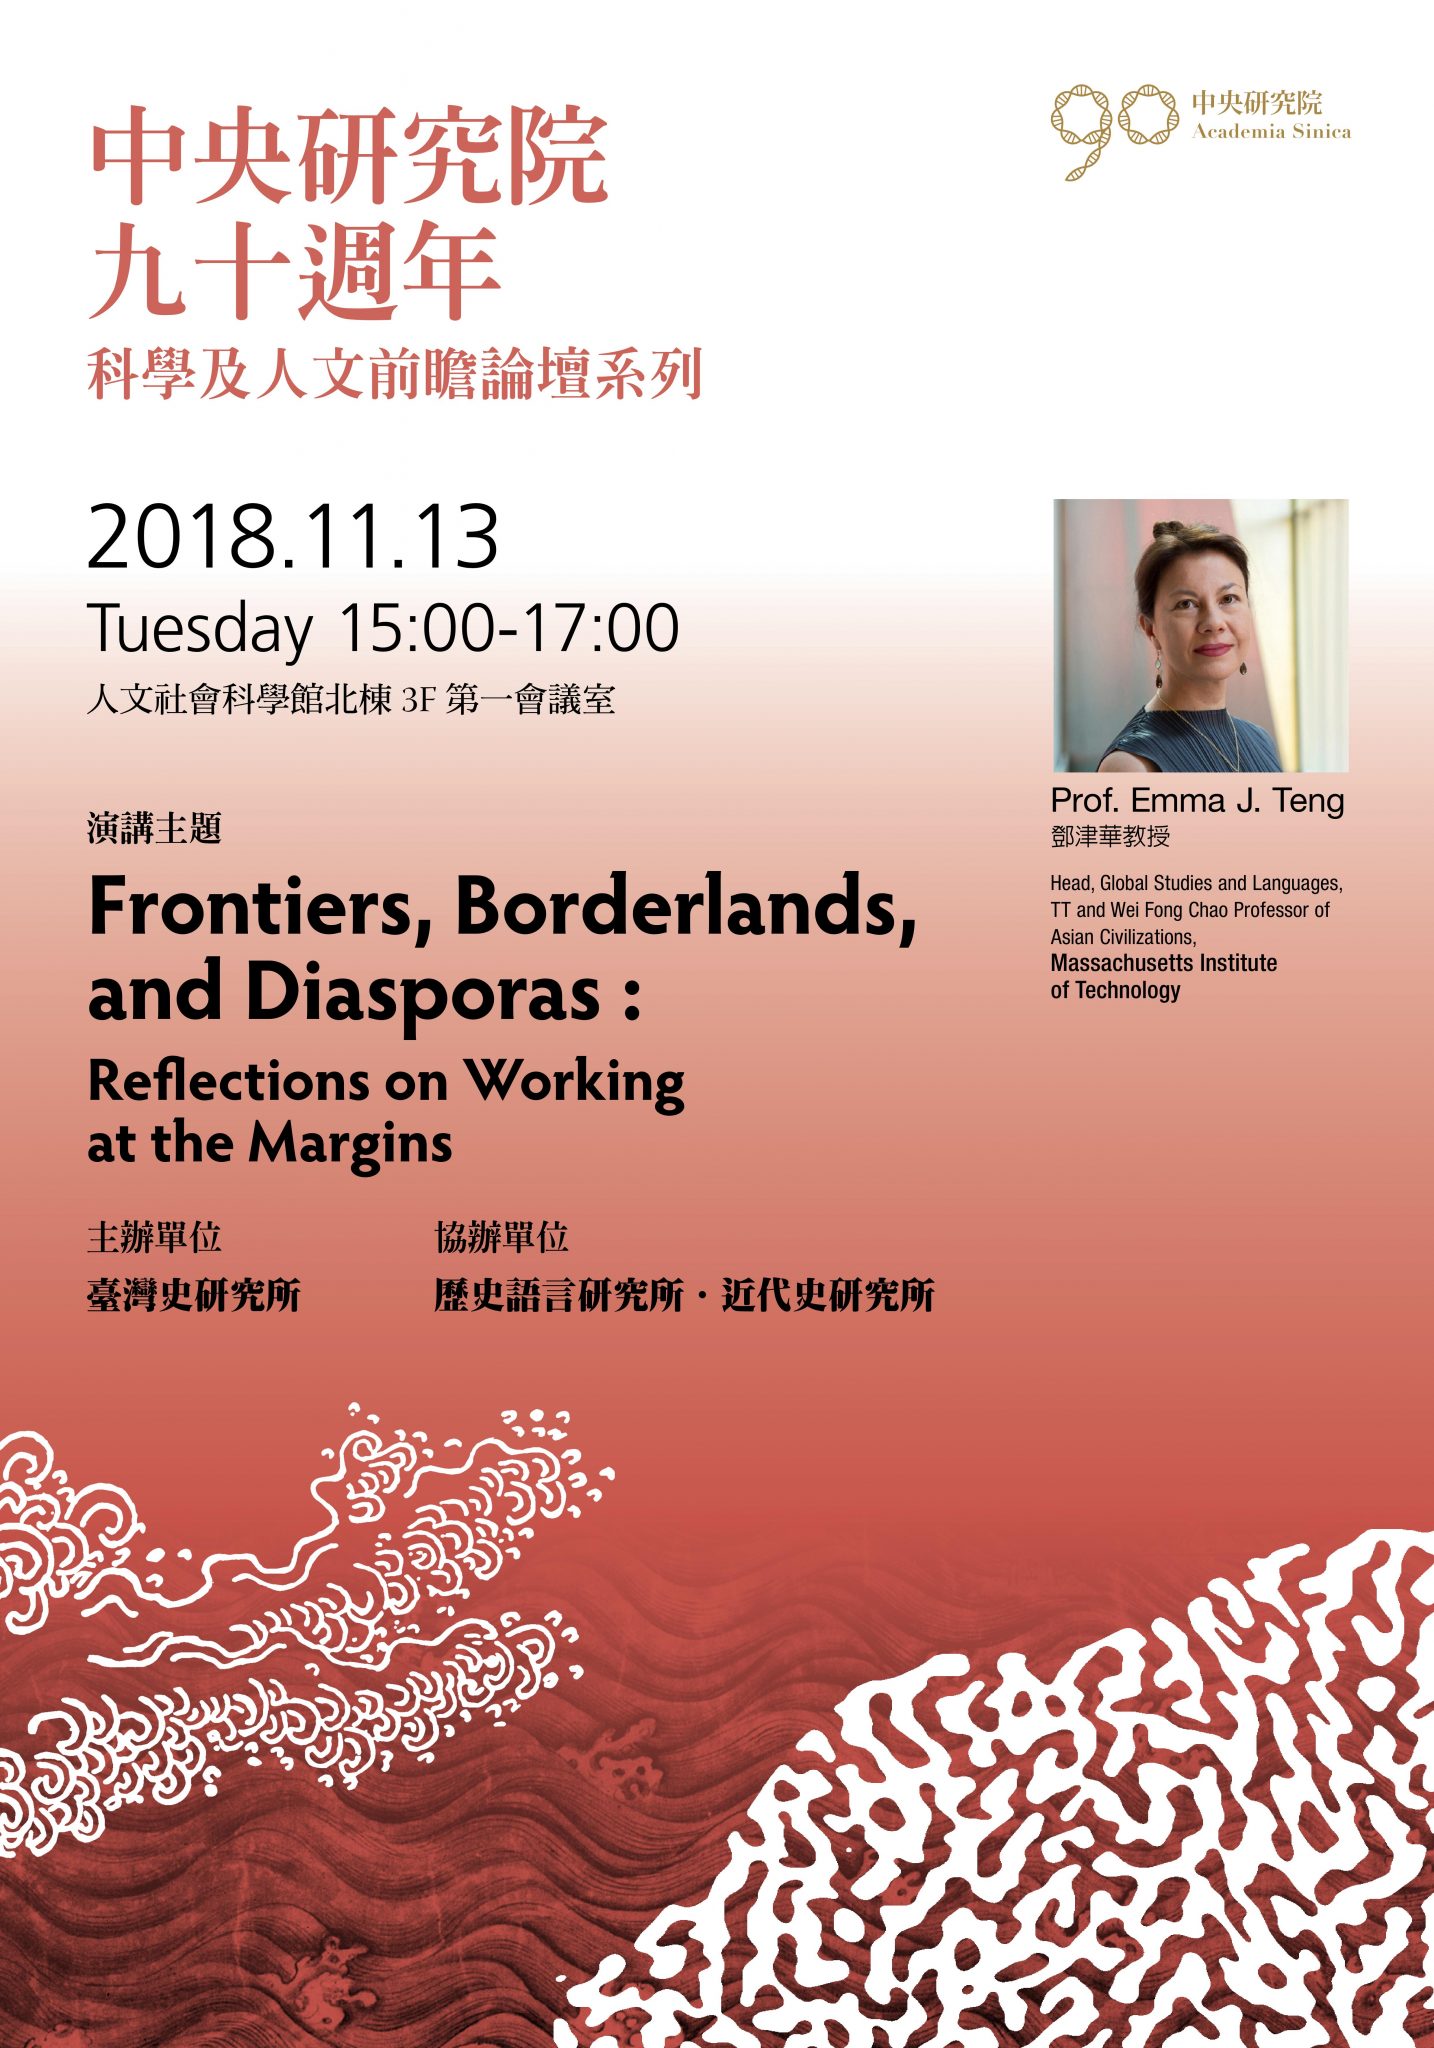 中央研究院
九十週年
科學及人文前瞻論壇系列
90 中央研究院
Academia Sinica
2018.11.13
Tuesday 15:00-17:00
人文社會科學館北棟 3F 第一會議室
演講主題
Frontiers, Borderlands,
and Diasporas :
Reflections on Working
at the Margins
主辦單位
臺灣史研究所
協辦單位
歷史語言研究所・近代史研究所
Prof. Emma J. Teng
鄧津華教授
Head, Global Studies and Languages,
TT and Wei Fong Chao Professor of
Asian Civilizations,
Massachusetts Institute
of Technology